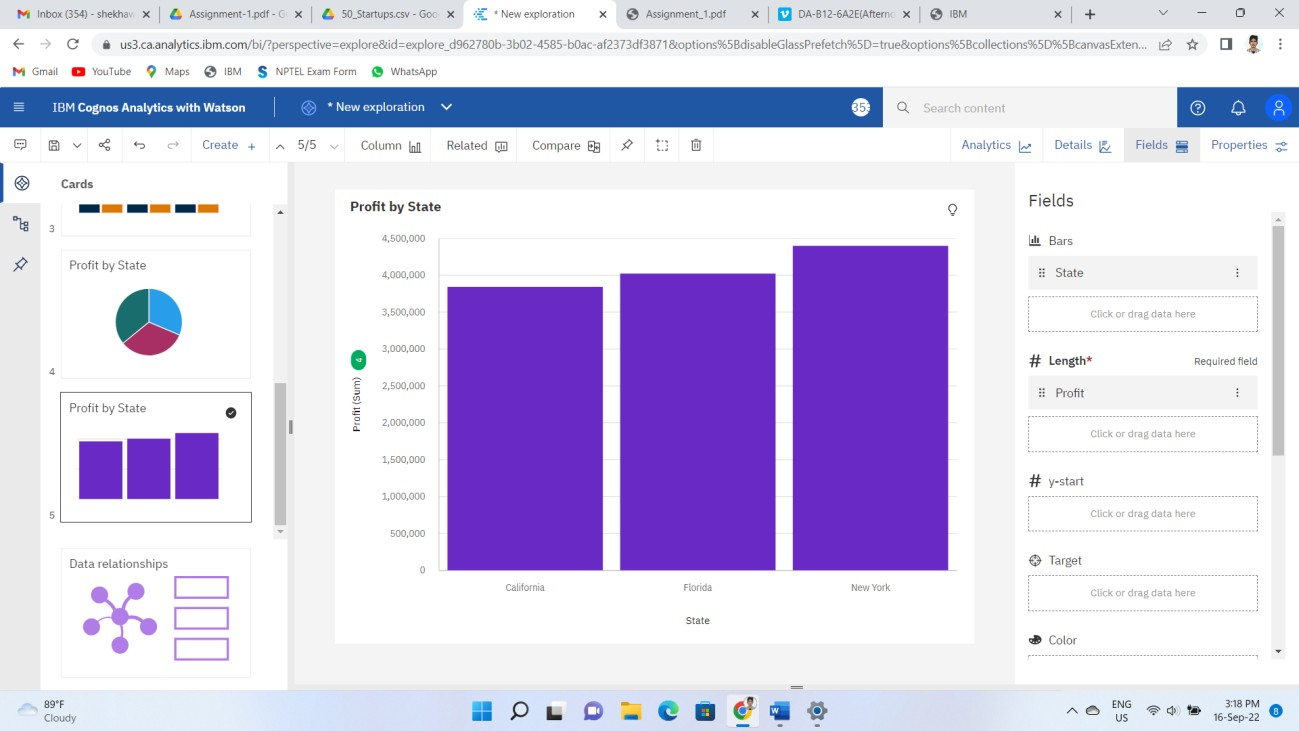 Inbox (354) - shekhaw
Assignment-1.pdf - G
50_Startups.csv - Goo
* New exploration
Assignment_1.pdf
DA-B12-6A2E(Afterno
IBM
us3.ca.analytics.ibm.com/bi/?perspective=explore&id=explore_d962780b-3b02-4585-b0ac-af2373df3871&options%5BdisableGlassPrefetch%5D=true&options%5Bcollections%5D%5BcanvasExten...
Gmail
YouTube
Maps
IBM
NPTEL Exam Form
WhatsApp
IBM Cognos Analytics with Watson
* New exploration
353
Search content
Create
5/5
Column
Related
Compare
Analytics
Details
Fields
Properties
Cards
3
Profit by State
4
Profit by State
5
Data relationships
Profit by State
4,500,000
4,000,000
3,500,000
3,000,000
2,500,000
2,000,000
1,500,000
1,000,000
500,000
0
Profit (Sum)
4
California
Florida
New York
State
Fields
Bars
State
Click or drag data here
Length*
Required field
Profit
Click or drag data here
y-start
Click or drag data here
Target
Click or drag data here
Color
89°F
Cloudy
ENG
US
3:18 PM
16-Sep-22
8